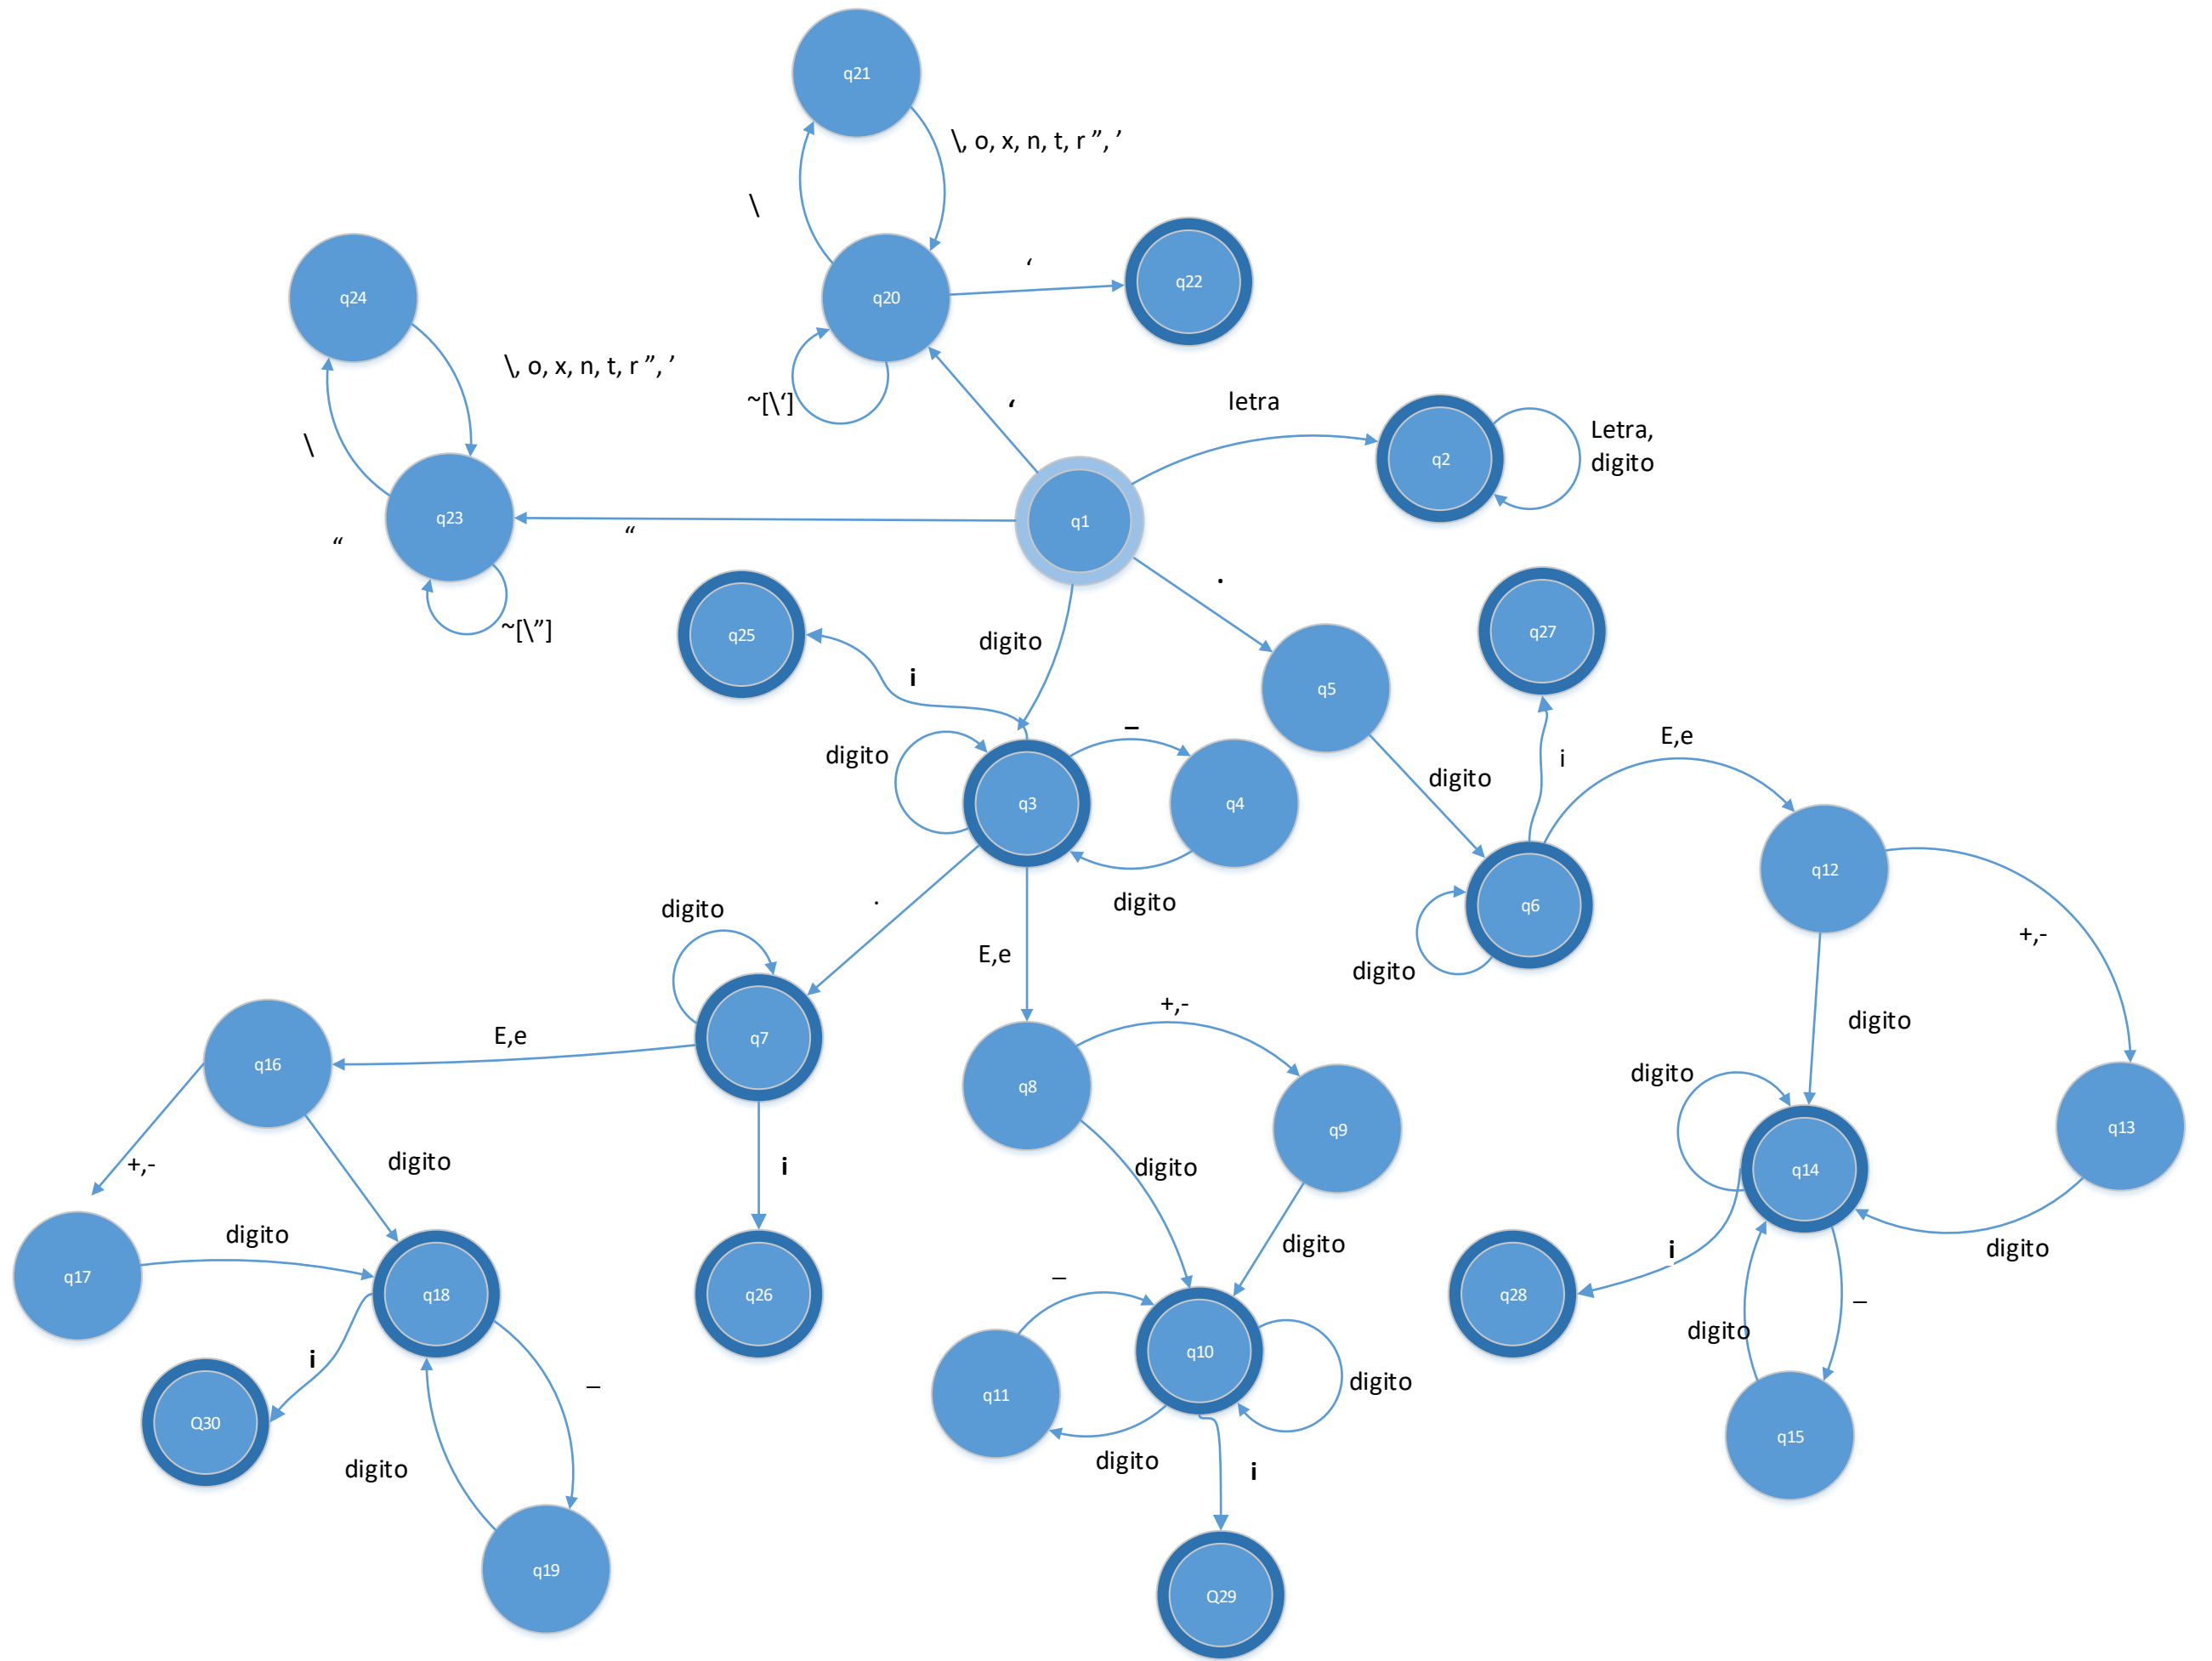 q21
\, o, x, n, t, r ”, ’
\
q24
q20
‘
q22
\, o, x, n, t, r ”, ’
~[\‘]
‘
letra
\
q2
Letra,
digito
q23
“
“
q1
.
~[\”]
q25
digito
q27
i
q5
_
E,e
digito
i
digito
q3
q4
q12
.
digito
digito
q6
+,-
E,e
digito
digito
+,-
E,e
q7
digito
q16
q8
digito
q9
q13
+,-
digito
i
digito
q14
digito
digito
i
digito
q17
q18
_
q26
q28
_
digito
i
_
q10
digito
q11
Q30
digito
digito
digito
i
q15
q19
Q29